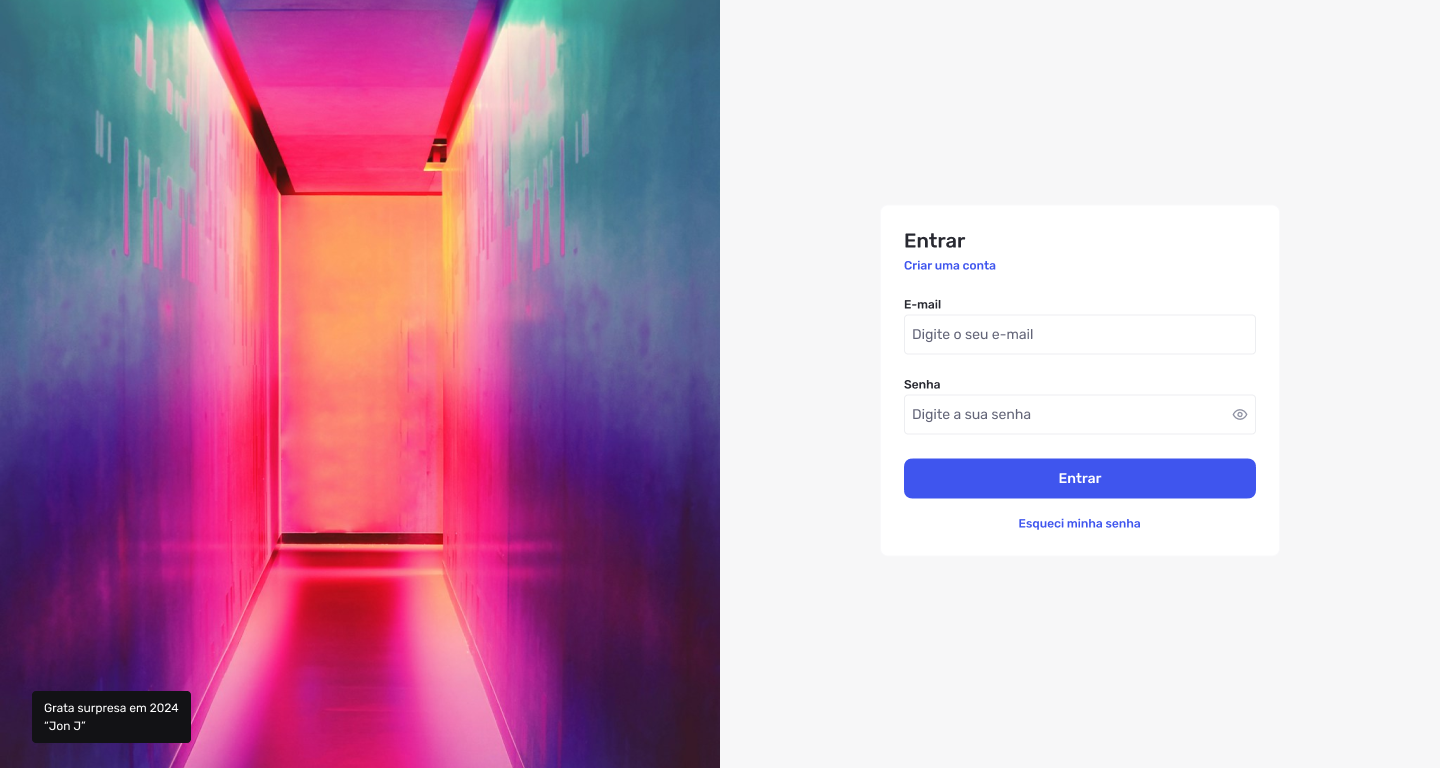 Entrar
Criar uma conta
E-mail
Digite o seu e-mail
Senha
Digite a sua senha
Entrar
Esqueci minha senha
Grata surpresa em 2024
“Jon J”